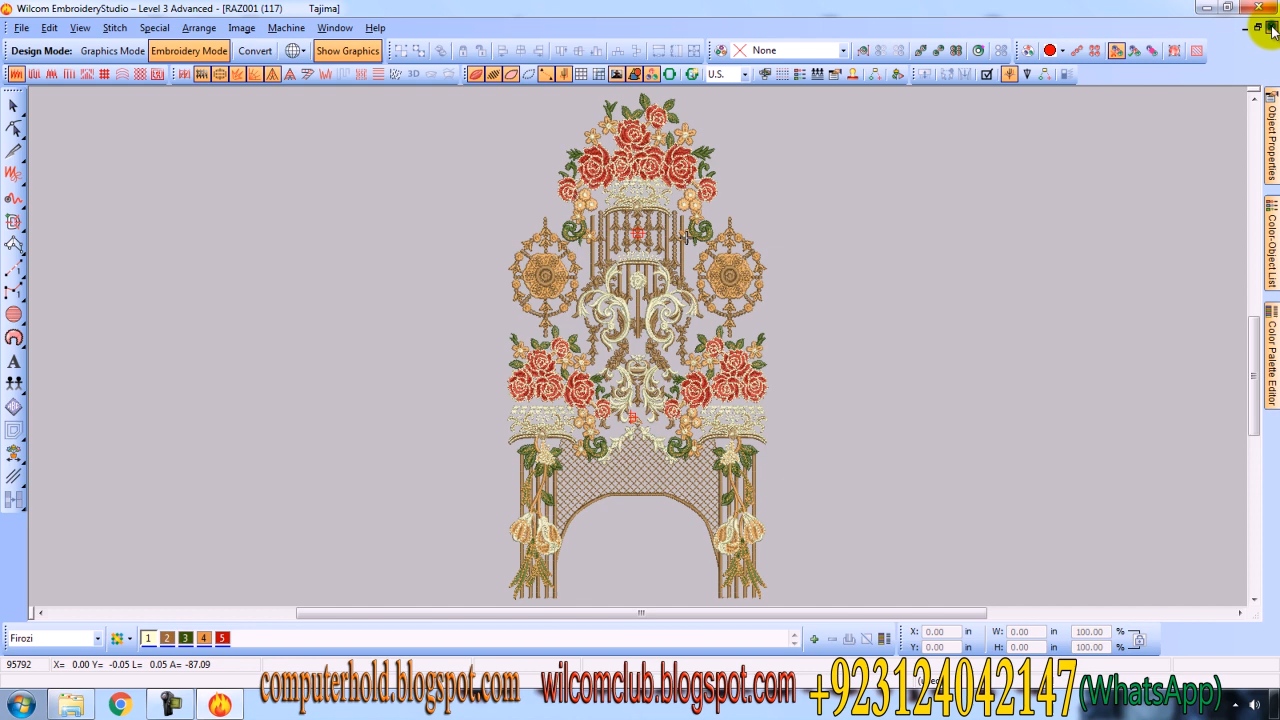 Wilcom EmbroideryStudio – Level 3 Advanced - [RAZ001 (117) Tajima]
File Edit View Stitch Special Arrange Image Machine Window Help
Design Mode: Graphics Mode Embroidery Mode Convert Show Graphics None
3D U.S.
Object Properties
Color-Object List
Color Palette Editor
A
Firozi 1 2 3 4 5 X: 0.00 in W: 0.00 in 100.00 %
Y: 0.00 in H: 0.00 in 100.00 %
95792 X= 0.00 Y= -0.05 L= 0.05 A= -87.09
computerhold.blogspot.com wilcomclub.blogspot.com +923124042147 (WhatsApp)